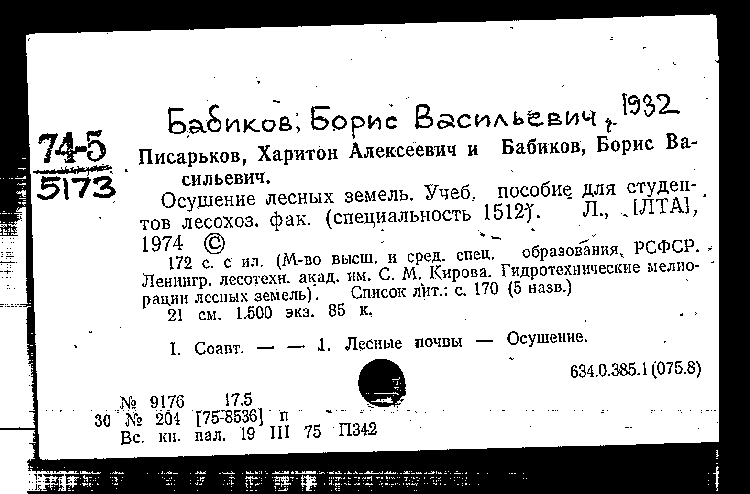 Бабиков, Борис Васильевич, 1932
74-5
5173
Писарьков, Харитон Алексеевич и Бабиков, Борис Ва-
сильевич.
Осушение лесных земель. Учеб. пособие для студен-
тов лесохоз. фак. (специальность 1512). Л., [ЛТА],
1974 ©
172 с. с ил. (М-во высш. и сред. спец. образования РСФСР.
Ленингр. лесотехн. акад. им. С. М. Кирова. Гидротехнические мелио-
рации лесных земель). Список лит.: с. 170 (5 назв.)
21 см. 1.500 экз. 85 к.
I. Соавт. — — 1. Лесные почвы — Осушение.
634.0.385.1 (075.8)
№ 9176 17.5
30 № 204 [75-8536] п
Вс. кн. пал. 19 III 75 П342